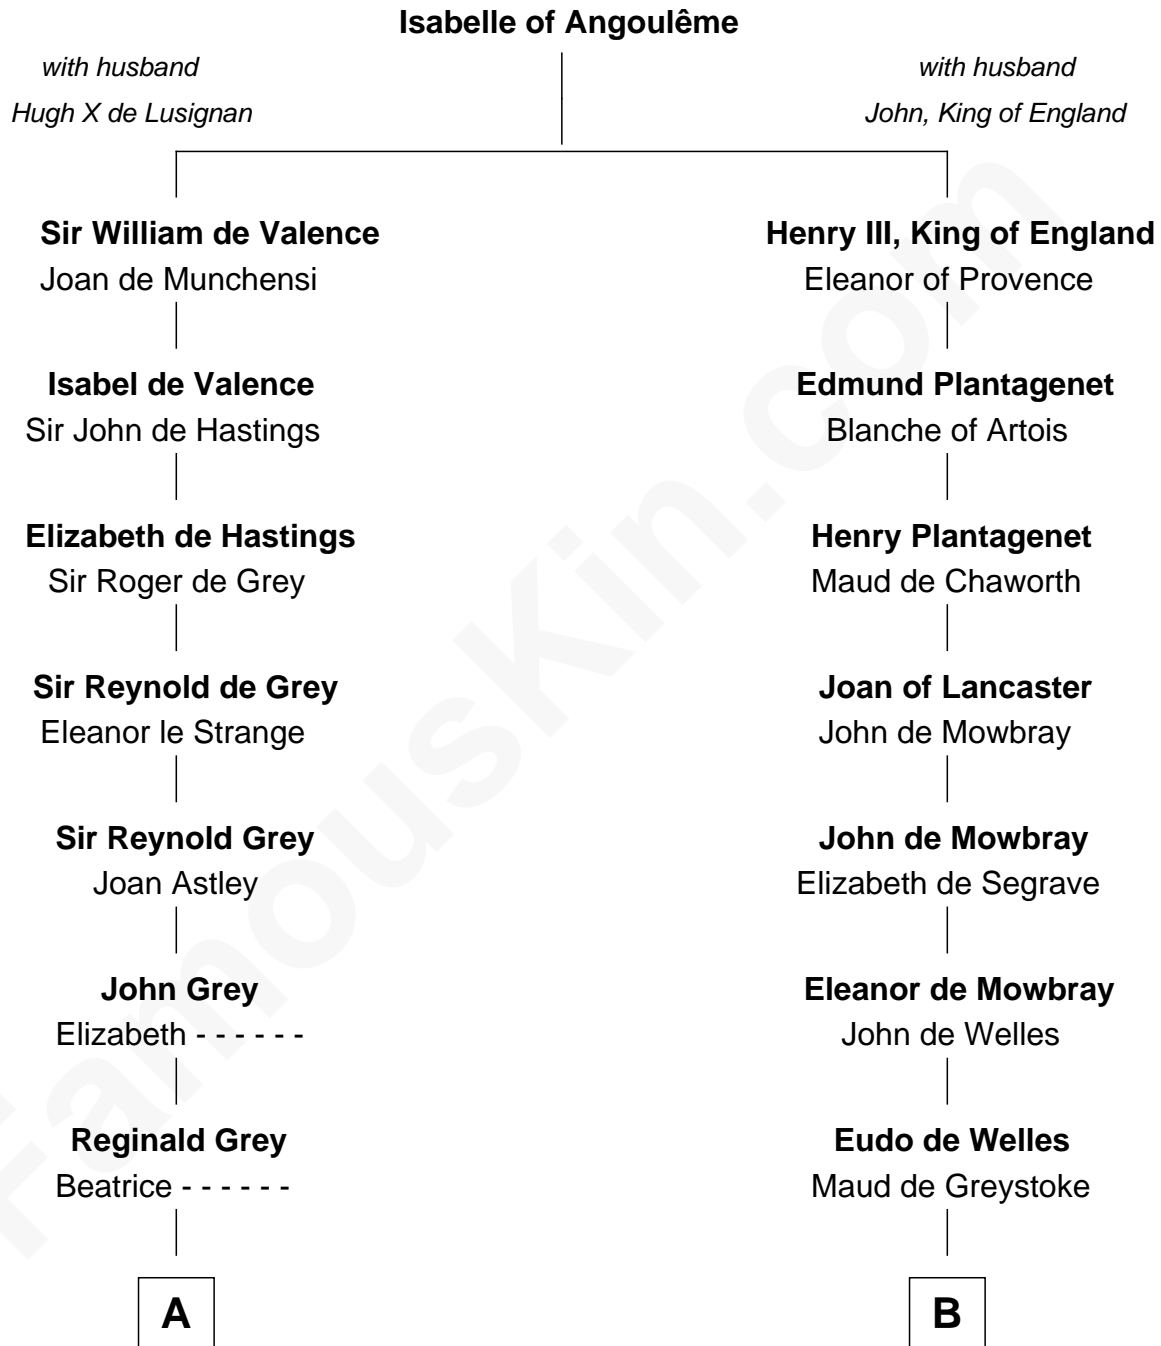 Isabelle of Angoulême
with husband
Hugh X de Lusignan
with husband
John, King of England
Sir William de Valence
Joan de Munchensi
Henry III, King of England
Eleanor of Provence
Isabel de Valence
Sir John de Hastings
Edmund Plantagenet
Blanche of Artois
Elizabeth de Hastings
Sir Roger de Grey
Henry Plantagenet
Maud de Chaworth
Sir Reynold de Grey
Eleanor le Strange
Joan of Lancaster
John de Mowbray
Sir Reynold Grey
Joan Astley
John de Mowbray
Elizabeth de Segrave
John Grey
Elizabeth - - - - - -
Eleanor de Mowbray
John de Welles
Reginald Grey
Beatrice - - - - - -
Eudo de Welles
Maud de Greystoke
A
B
FamousKin.com